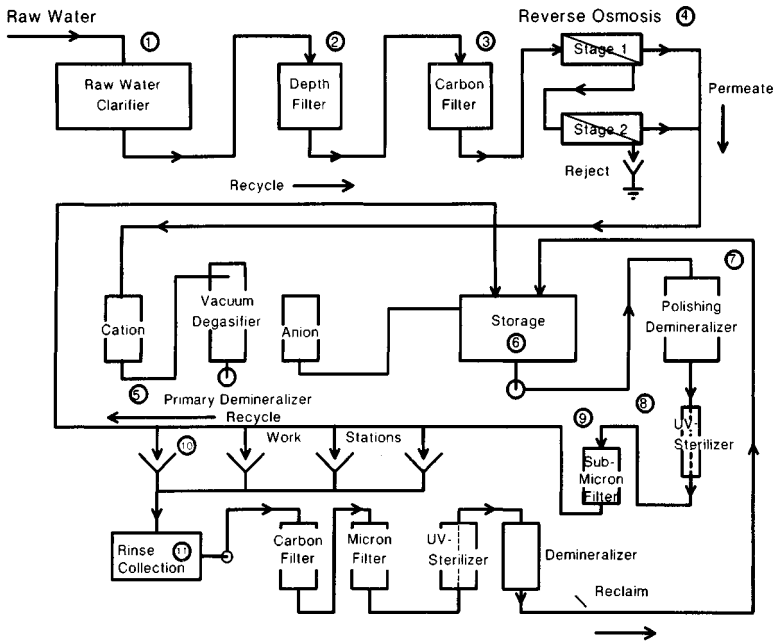 Raw Water
1
Raw Water
Clarifier
2
Depth
Filter
3
Carbon
Filter
Reverse Osmosis 4
Stage 1
Stage 2
Permeate
Reject
Recycle
Cation
5
Vacuum
Degasifier
Anion
Primary Demineralizer
Storage
6
7
Polishing
Demineralizer
8
UV-
Sterilizer
9
Sub-
Micron
Filter
Recycle
10
Work Stations
Rinse 11
Collection
Carbon
Filter
Micron
Filter
UV-
Sterilizer
Demineralizer
Reclaim